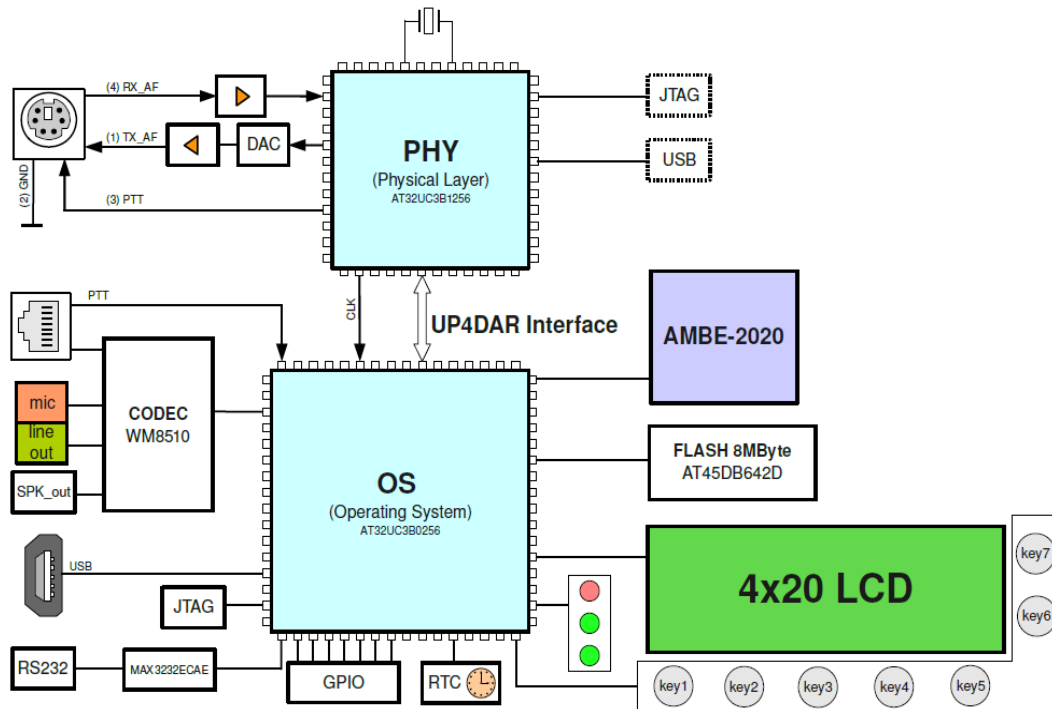 (4) RX_AF
(1) TX_AF
DAC
(2) GND
(3) PTT
PHY
(Physical Layer)
AT32UC3B1256
JTAG
USB
PTT
CLK
UP4DAR Interface
AMBE-2020
mic
line
out
SPK_out
CODEC
WM8510
OS
(Operating System)
AT32UC3B0256
FLASH 8MByte
AT45DB642D
USB
JTAG
4x20 LCD
key7
key6
RS232
MAX3232ECAE
GPIO
RTC
key1
key2
key3
key4
key5